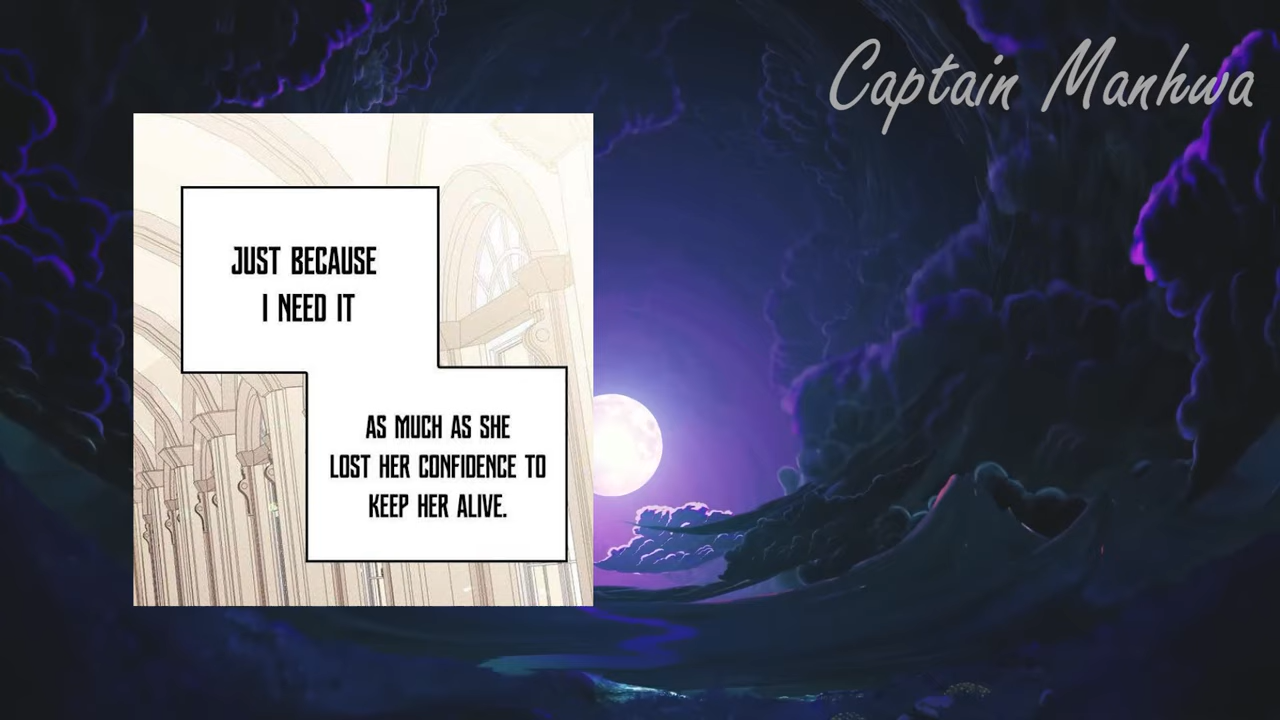 Captain Manhwa
JUST BECAUSE
I NEED IT
AS MUCH AS SHE
LOST HER CONFIDENCE TO
KEEP HER ALIVE.